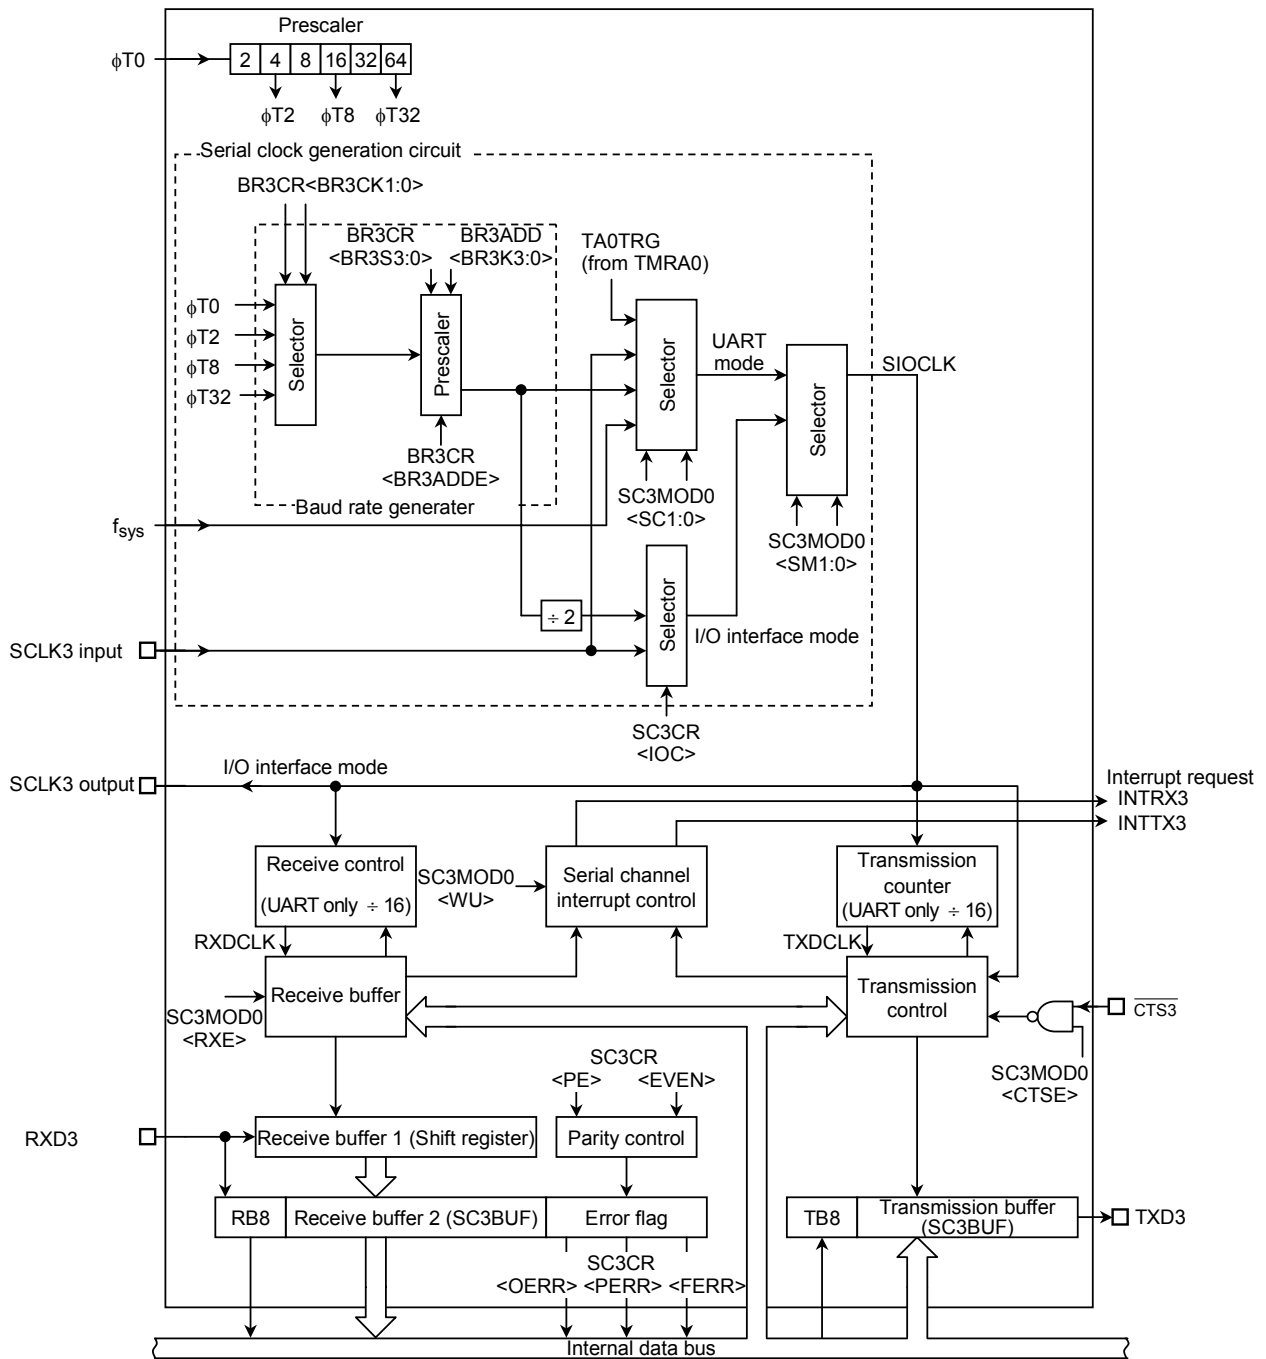 Prescaler
ϕT0
2 4 8 16 32 64
ϕT2 ϕT8 ϕT32
Serial clock generation circuit
BR3CR<BR3CK1:0>
BR3CR
<BR3S3:0>
BR3ADD
<BR3K3:0>
TA0TRG
(from TMRA0)
ϕT0
ϕT2
ϕT8
ϕT32
Selector
Prescaler
Selector
UART
mode
Selector
SIOCLK
BR3CR
<BR3ADDE>
Baud rate generater
SC3MOD0
<SC1:0>
fsys
SC3MOD0
<SM1:0>
÷ 2
Selector
I/O interface mode
SCLK3 input
SC3CR
<IOC>
SCLK3 output
I/O interface mode
Interrupt request
INTRX3
INTTX3
Receive control
(UART only ÷ 16)
SC3MOD0
<WU>
Serial channel
interrupt control
Transmission
counter
(UART only ÷ 16)
RXDCLK
TXDCLK
Receive buffer
Transmission
control
SC3MOD0
<RXE>
CTS3
SC3MOD0
<CTSE>
SC3CR
<PE> <EVEN>
RXD3
Receive buffer 1 (Shift register)
Parity control
RB8
Receive buffer 2 (SC3BUF)
Error flag
TB8
Transmission buffer
(SC3BUF)
TXD3
SC3CR
<OERR> <PERR> <FERR>
Internal data bus